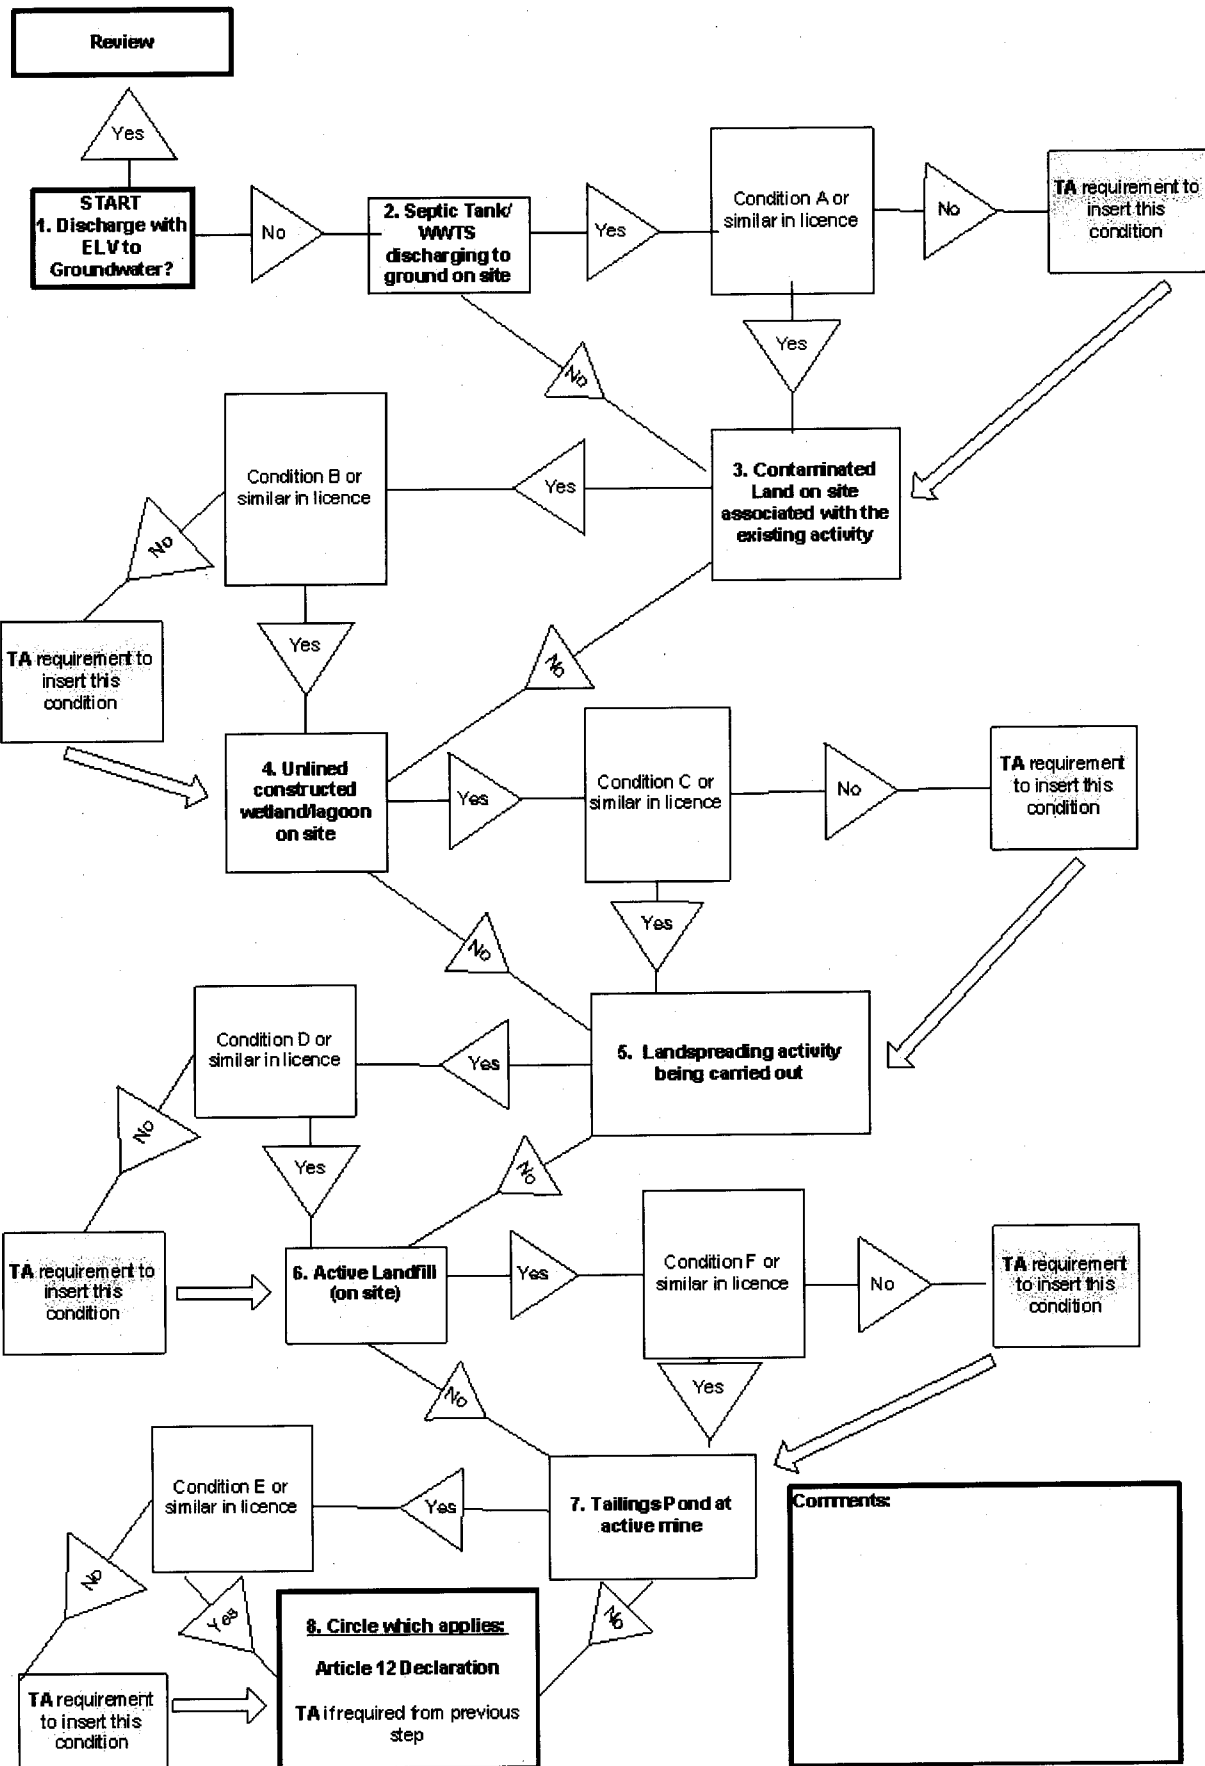 Review
Yes
START
1. Discharge with
ELV to
Groundwater?
No
2. Septic Tank/
WWTS
discharging to
ground on site
Yes
Condition A or
similar in licence
No
TA requirement to
insert this
condition
Yes
No
3. Contaminated
Land on site
associated with the
existing activity
Yes
Condition B or
similar in licence
No
Yes
TA requirement to
insert this
condition
No
4. Unlined
constructed
wetland/lagoon
on site
Yes
Condition C or
similar in licence
No
TA requirement
to insert this
condition
Yes
No
5. Landspreading activity
being carried out
Yes
Condition D or
similar in licence
No
Yes
No
TA requirement to
insert this
condition
6. Active Landfill
(on site)
Yes
Condition F or
similar in licence
No
TA requirement
to insert this
condition
Yes
No
7. Tailings Pond at
active mine
Yes
Condition E or
similar in licence
No
Yes
No
TA requirement
to insert this
condition
8. Circle which applies:
Article 12 Declaration
TA if required from previous
step
Comments: